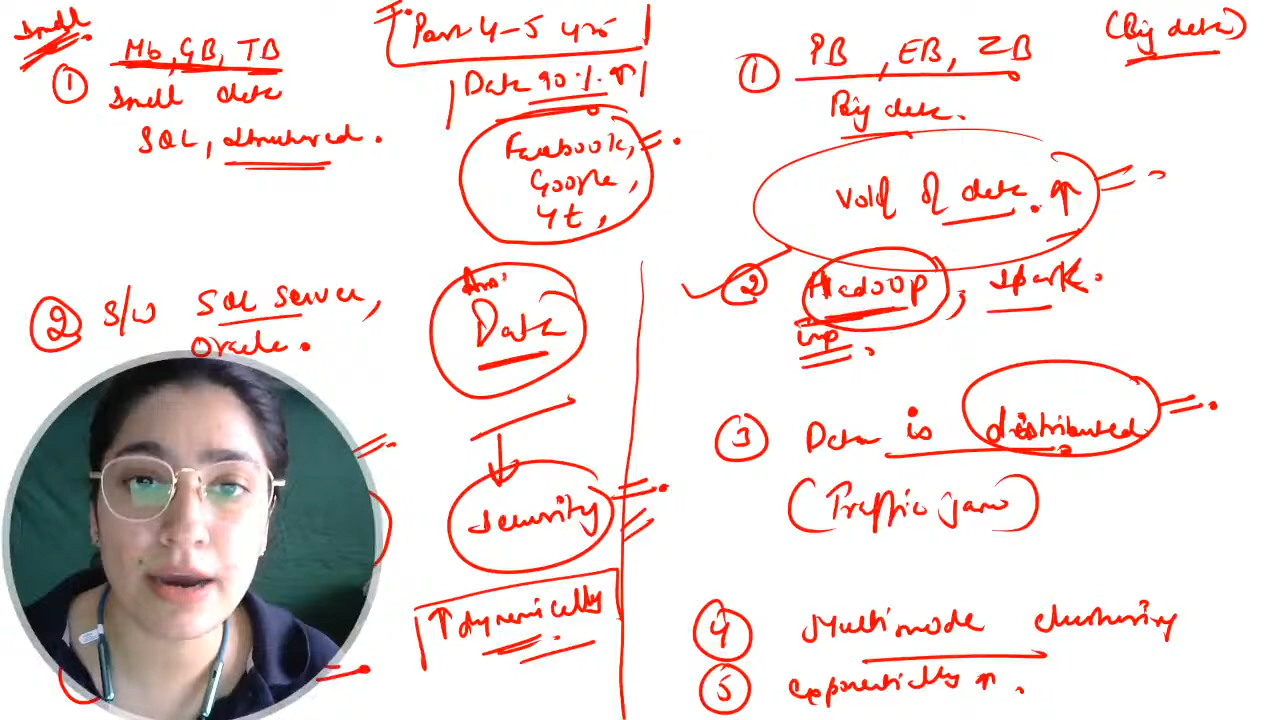 Small
Mb, GB, TB
① Small data
SQL, structured.
② S/W SQL server,
Oracle.
Past 4-5 yrs
Data 90% ↑
Facebook,
Google,
Yt,
Data
↓
Security
↑ dynamically
(Big data)
① PB, EB, ZB
Big data.
of data ↑
② Hadoop, spark.
imp.
③ Data is distributed
(Traffic jam)
④ Multinode clustering
⑤ exponentially ↑.